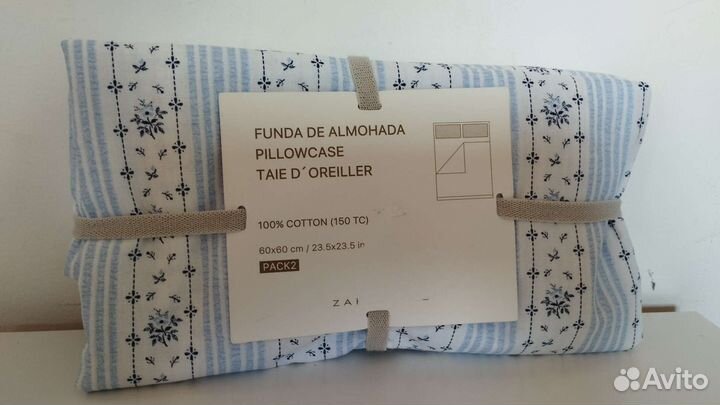 FUNDA DE ALMOHADA
PILLOWCASE
TAIE D´OREILLER
100% COTTON (150 TC)
60x60 cm / 23.5x23.5 in
PACK2
Avito